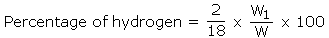 Percentage of hydrogen = 2/18 × W₁/W × 100